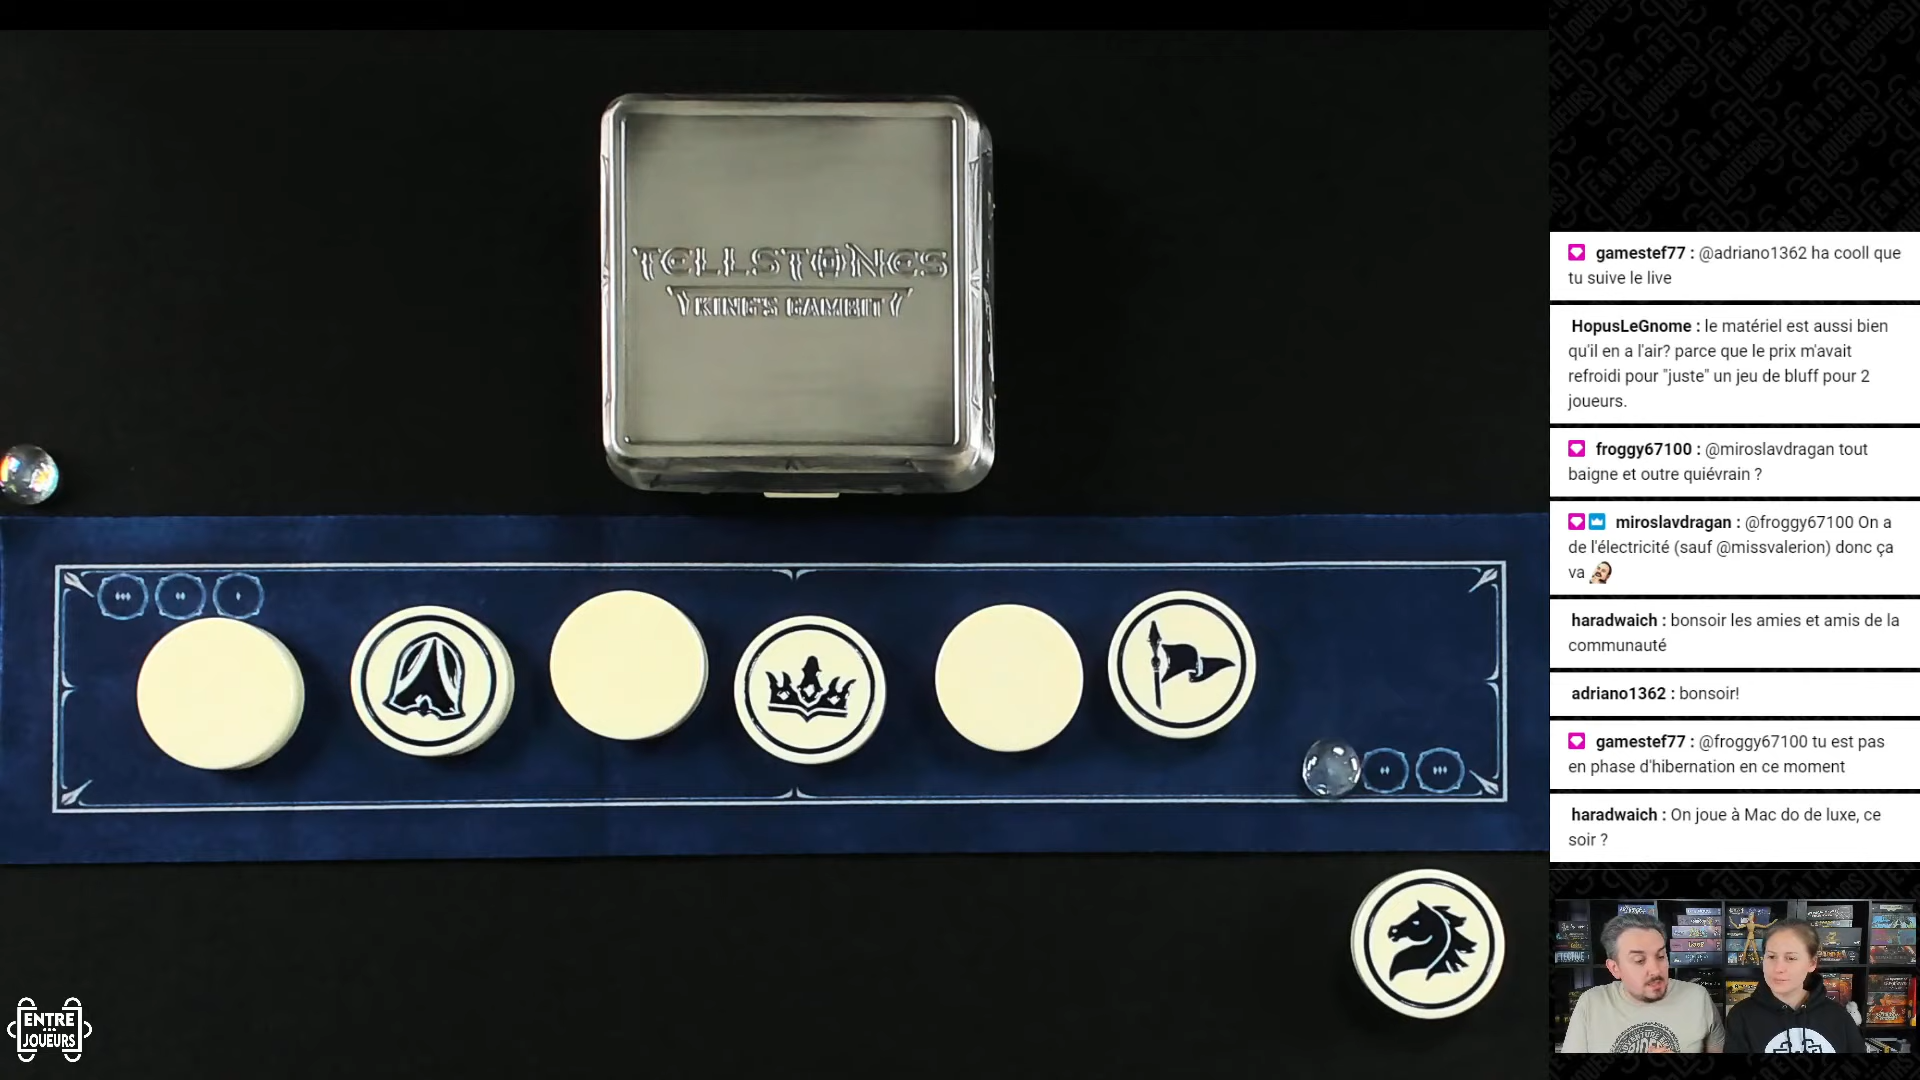 TELLSTONES
KING'S GAMBIT
gamestef77 : @adriano1362 ha cooll que
tu suive le live
HopusLeGnome : le matériel est aussi bien
qu'il en a l'air? parce que le prix m'avait
refroidi pour "juste" un jeu de bluff pour 2
joueurs.
froggy67100 : @miroslavdragan tout
baigne et outre quiévrain ?
miroslavdragan : @froggy67100 On a
de l'électricité (sauf @missvalerion) donc ça
va
haradwaich : bonsoir les amies et amis de la
communauté
adriano1362 : bonsoir!
gamestef77 : @froggy67100 tu est pas
en phase d'hibernation en ce moment
haradwaich : On joue à Mac do de luxe, ce
soir ?
ENTRE
JOUEURS